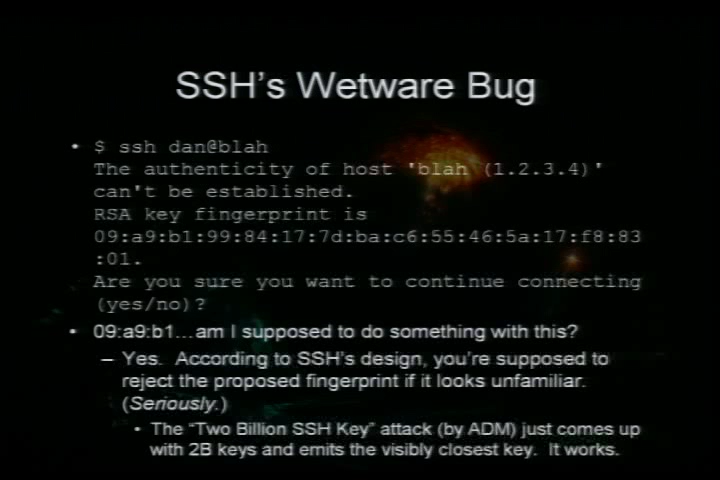 SSH's Wetware Bug
• $ ssh dan@blah
The authenticity of host 'blah (1.2.3.4)'
can't be established.
RSA key fingerprint is
09:a9:b1:99:84:17:7d:ba:c6:55:46:5a:17:f8:83
:01.
Are you sure you want to continue connecting
(yes/no)?
• 09:a9:b1...am I supposed to do something with this?
– Yes.  According to SSH's design, you're supposed to
reject the proposed fingerprint if it looks unfamiliar.
(Seriously.)
• The “Two Billion SSH Key” attack (by ADM) just comes up
with 2B keys and emits the visibly closest key.  It works.